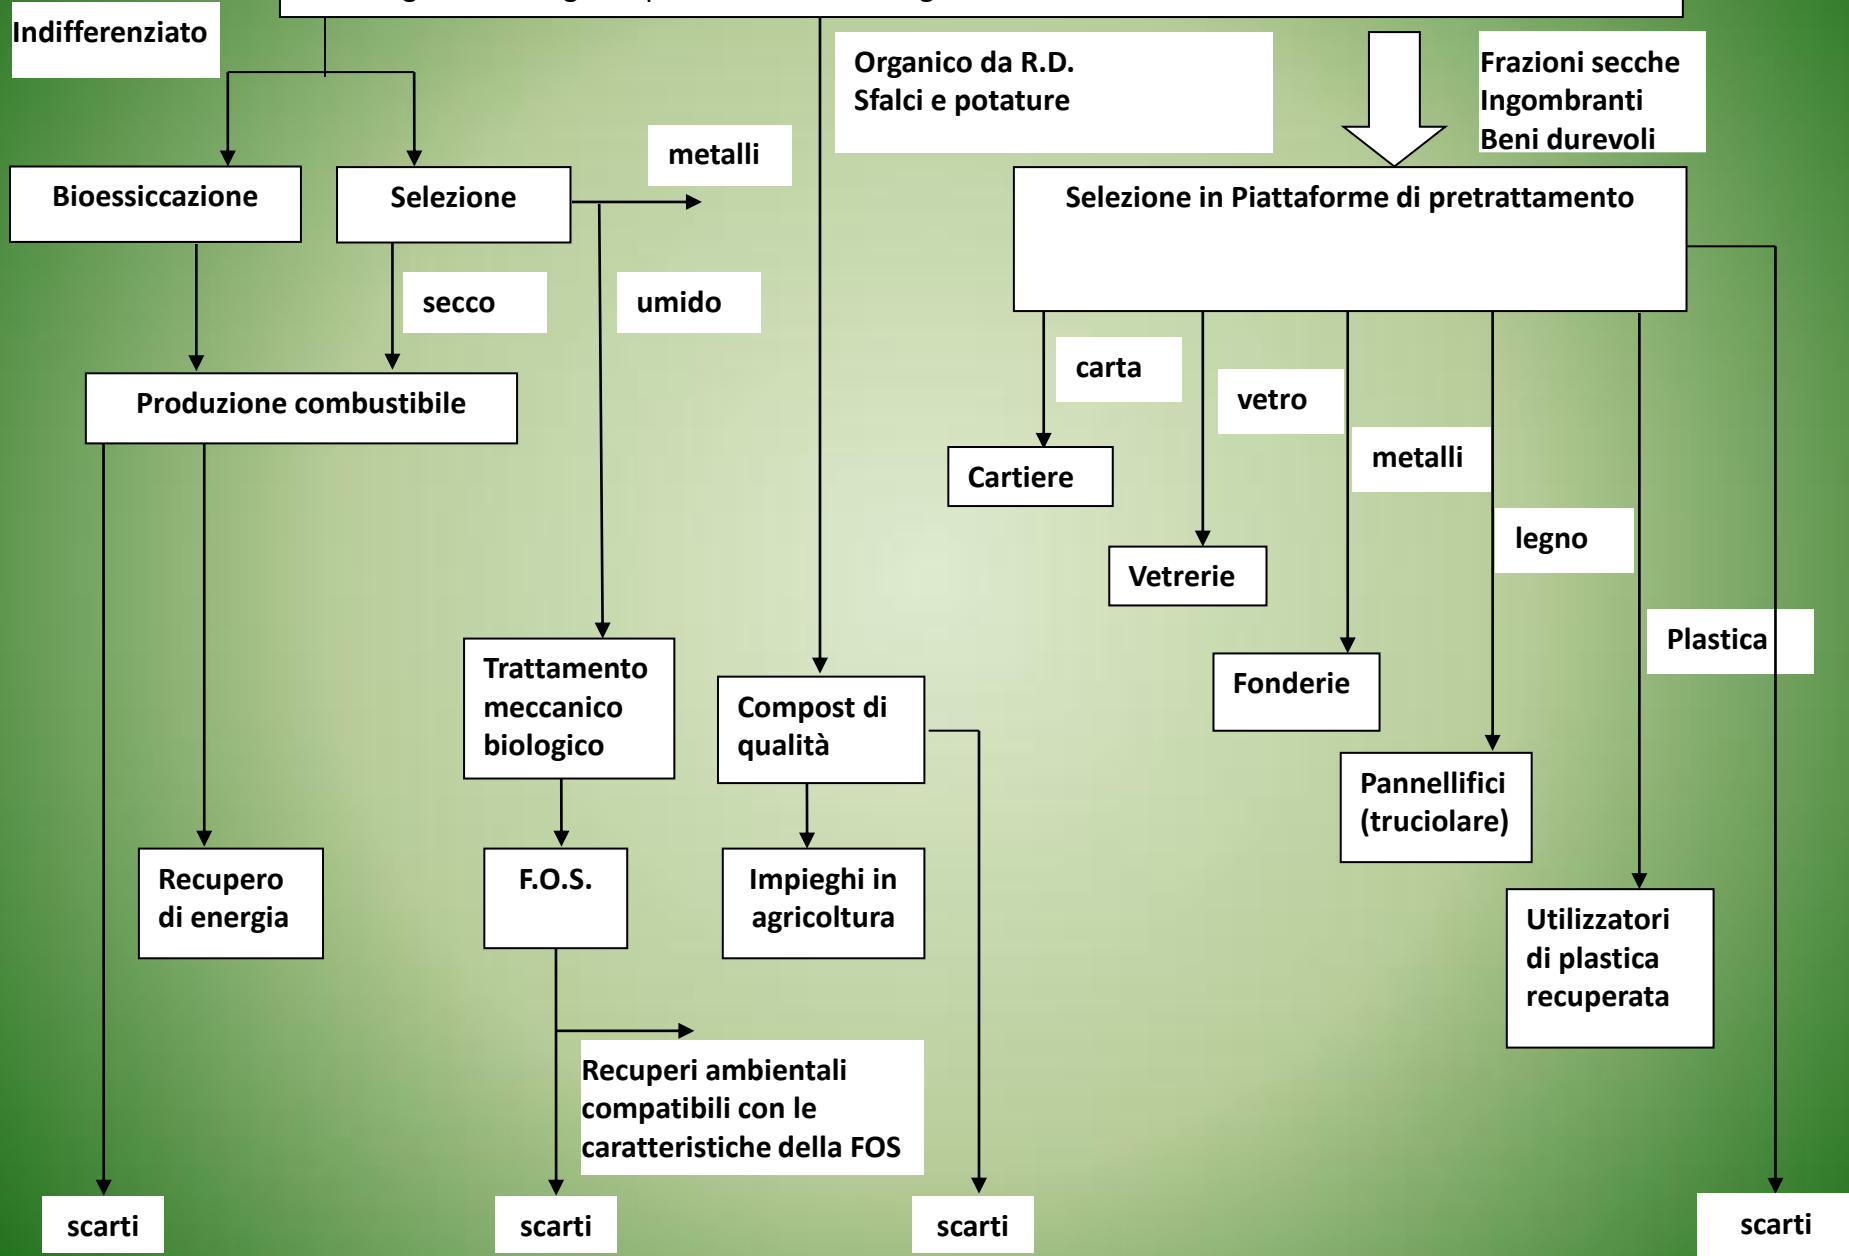 Indifferenziato
Organico da R.D.
Sfalci e potature
Frazioni secche
Ingombranti
Beni durevoli
metalli
Bioessiccazione
Selezione
Selezione in Piattaforme di pretrattamento
secco
umido
carta
vetro
Produzione combustibile
metalli
Cartiere
legno
Vetrerie
Plastica
Trattamento
meccanico
biologico
Compost di
qualità
Fonderie
Pannellifici
(truciolare)
Recupero
di energia
F.O.S.
Impieghi in
agricoltura
Utilizzatori
di plastica
recuperata
Recuperi ambientali
compatibili con le
caratteristiche della FOS
scarti
scarti
scarti
scarti